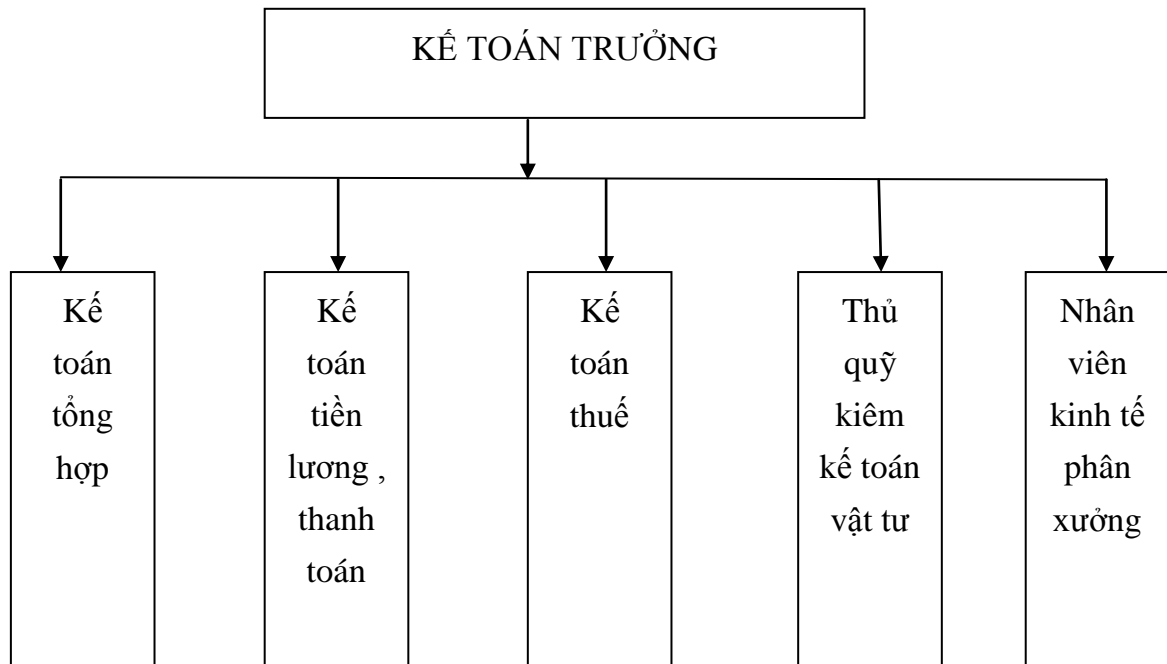 KẾ TOÁN TRƯỞNG
Kế
toán
tổng
hợp
Kế
toán
tiền
lương ,
thanh
toán
Kế
toán
thuế
Thủ
quỹ
kiêm
kế toán
vật tư
Nhân
viên
kinh tế
phân
xưởng